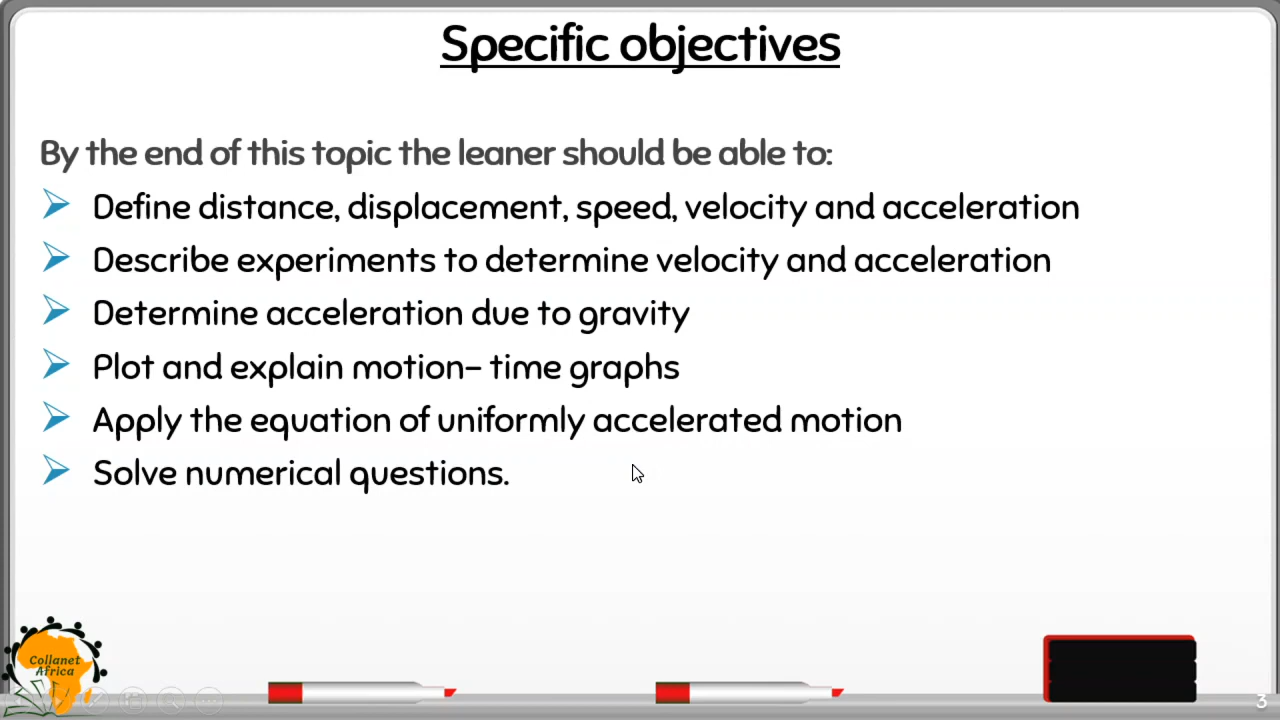 Specific objectives
By the end of this topic the leaner should be able to:
Define distance, displacement, speed, velocity and acceleration
Describe experiments to determine velocity and acceleration
Determine acceleration due to gravity
Plot and explain motion- time graphs
Apply the equation of uniformly accelerated motion
Solve numerical questions.
Collanet
Africa
3